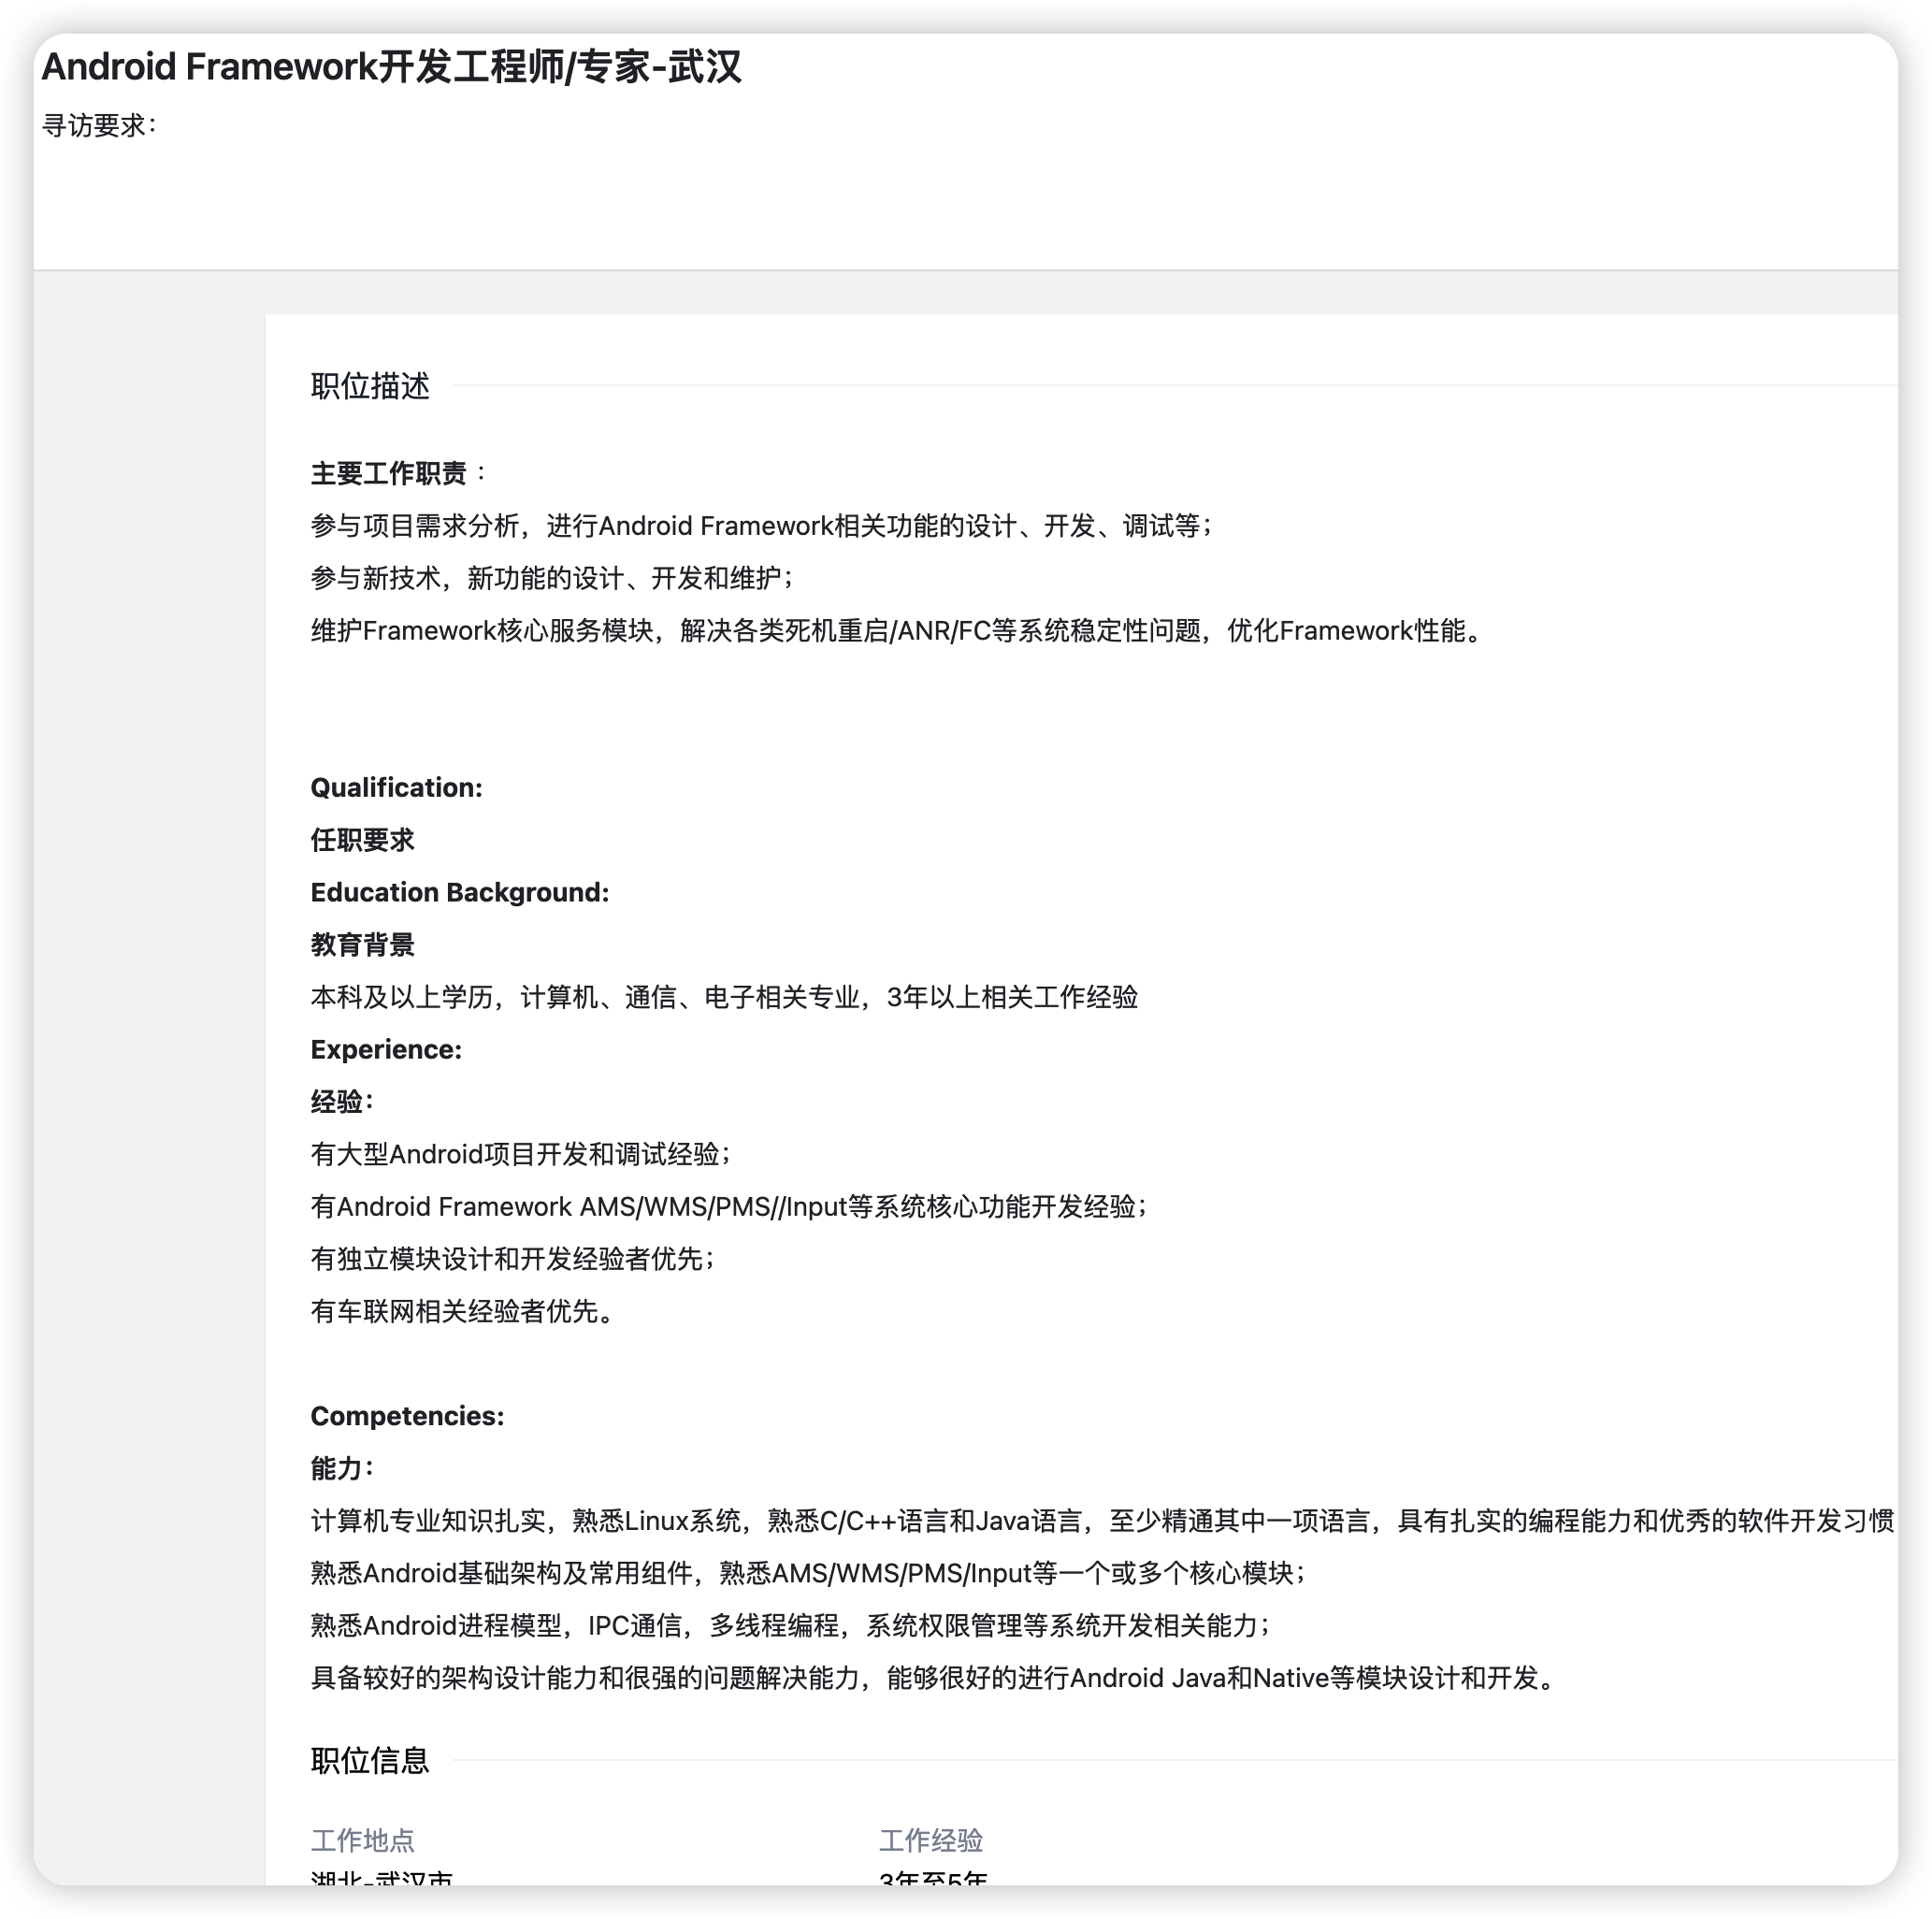 Android Framework开发工程师/专家-武汉
寻访要求：
职位描述
主要工作职责：
参与项目需求分析，进行Android Framework相关功能的设计、开发、调试等；
参与新技术，新功能的设计、开发和维护；
维护Framework核心服务模块，解决各类死机重启/ANR/FC等系统稳定性问题，优化Framework性能。
Qualification:
任职要求
Education Background:
教育背景
本科及以上学历，计算机、通信、电子相关专业，3年以上相关工作经验
Experience:
经验：
有大型Android项目开发和调试经验；
有Android Framework AMS/WMS/PMS//Input等系统核心功能开发经验；
有独立模块设计和开发经验者优先；
有车联网相关经验者优先。
Competencies:
能力：
计算机专业知识扎实，熟悉Linux系统，熟悉C/C++语言和Java语言，至少精通其中一项语言，具有扎实的编程能力和优秀的软件开发习惯
熟悉Android基础架构及常用组件，熟悉AMS/WMS/PMS/Input等一个或多个核心模块；
熟悉Android进程模型，IPC通信，多线程编程，系统权限管理等系统开发相关能力；
具备较好的架构设计能力和很强的问题解决能力，能够很好的进行Android Java和Native等模块设计和开发。
职位信息
工作地点 工作经验
湖北-武汉市 3年至5年